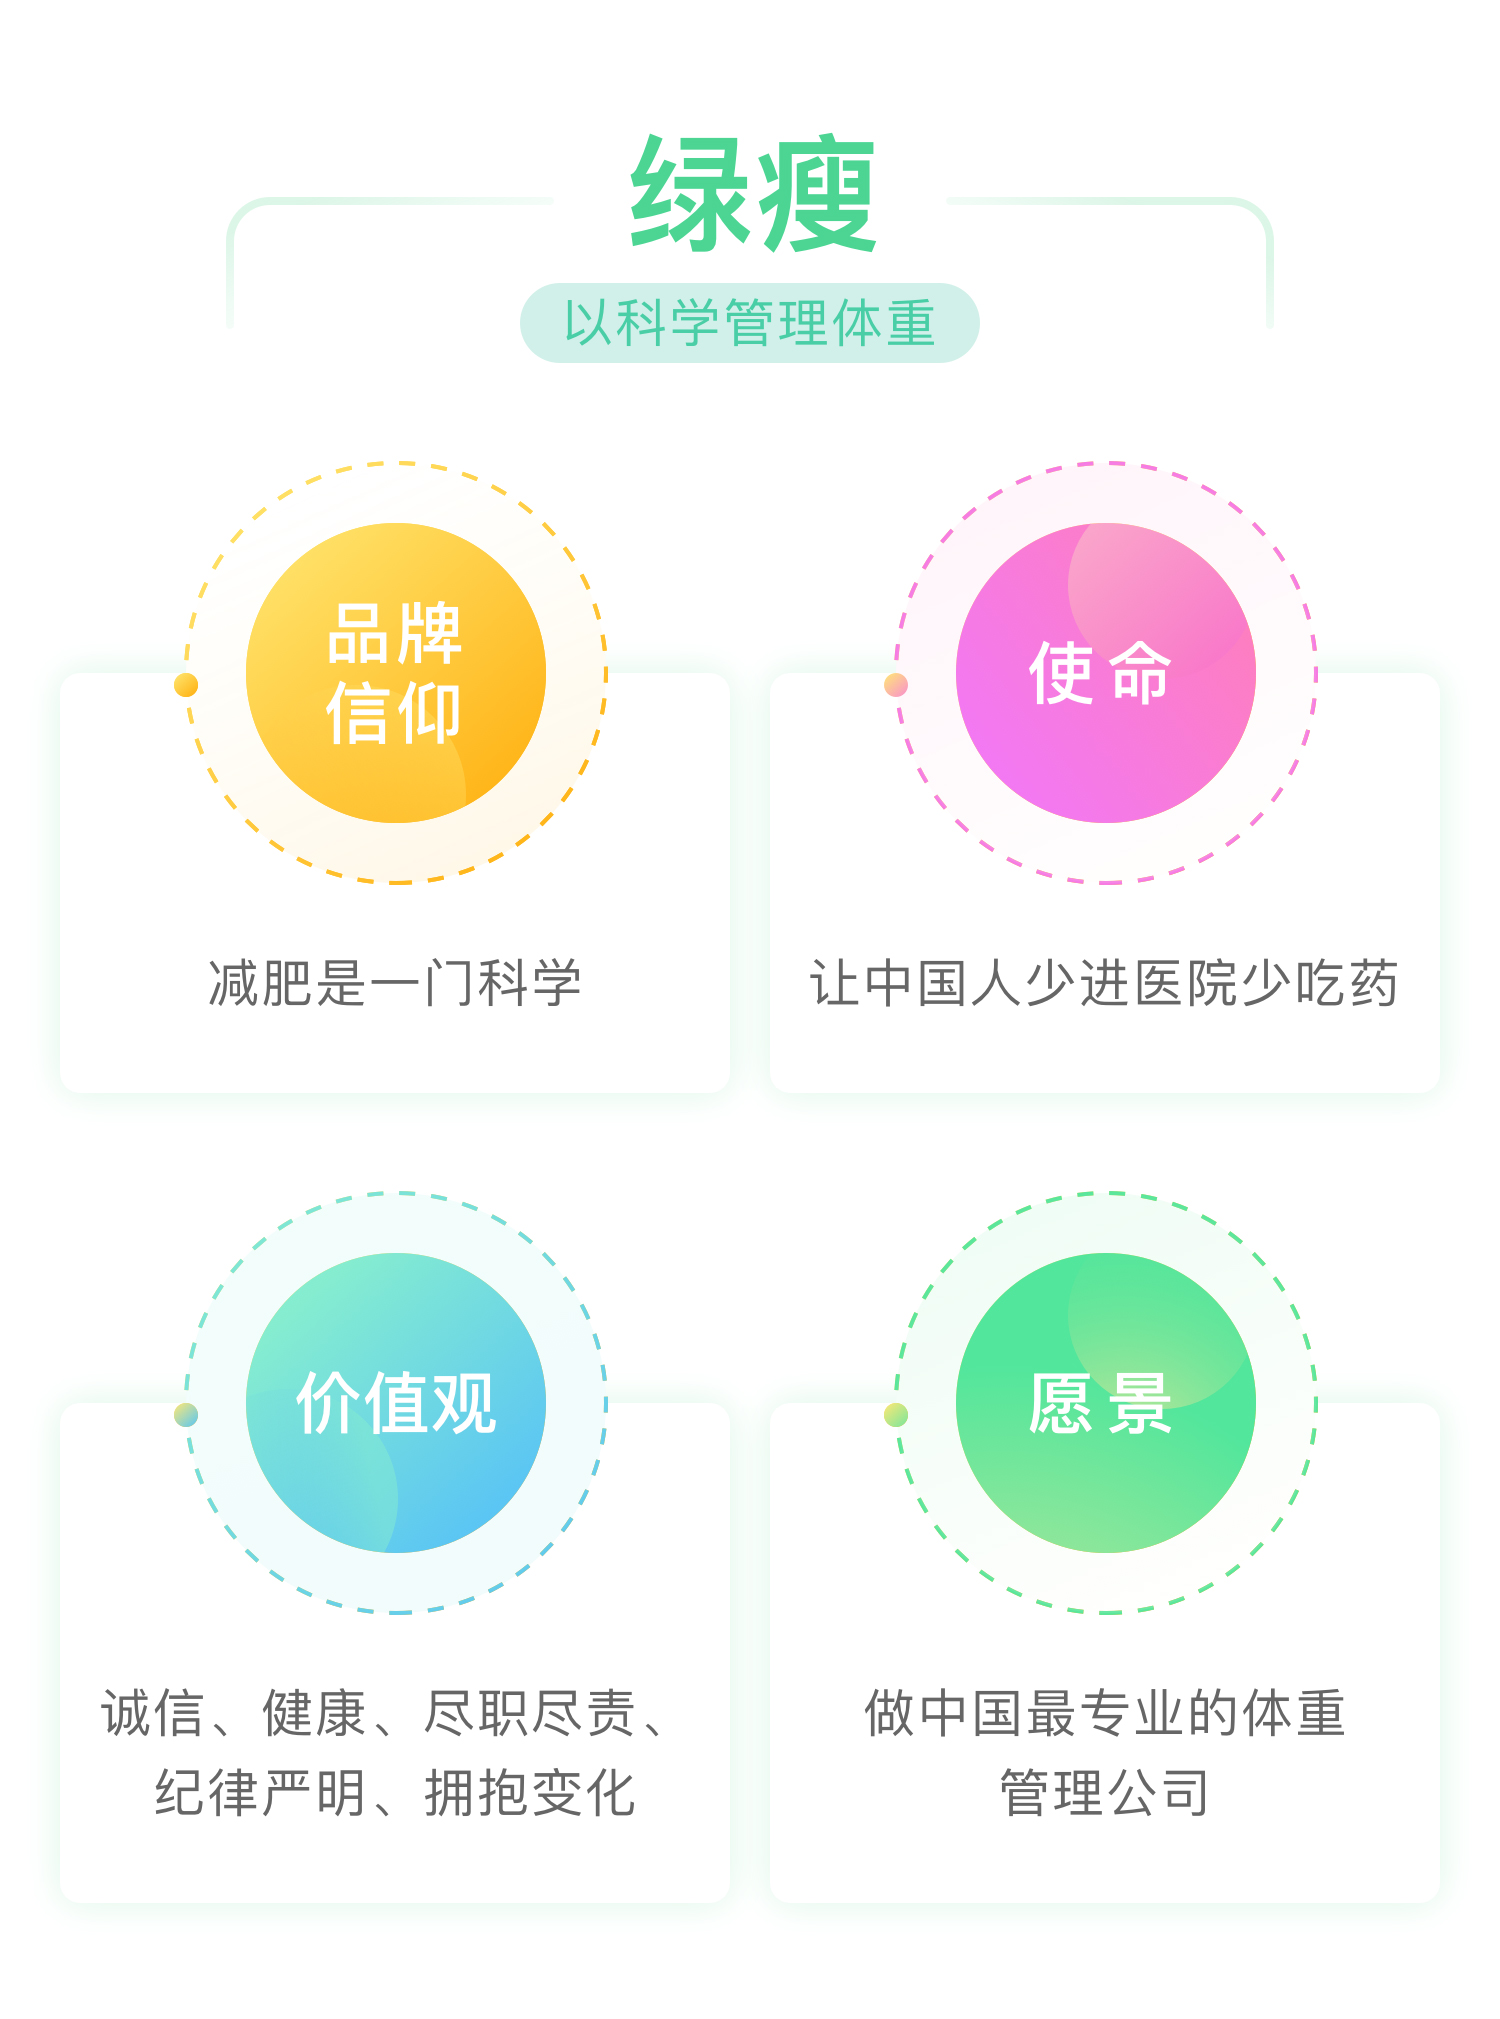 绿瘦
以科学管理体重
品牌
信仰
减肥是一门科学
使命
让中国人少进医院少吃药
价值观
诚信、健康、尽职尽责、
纪律严明、拥抱变化
愿景
做中国最专业的体重
管理公司